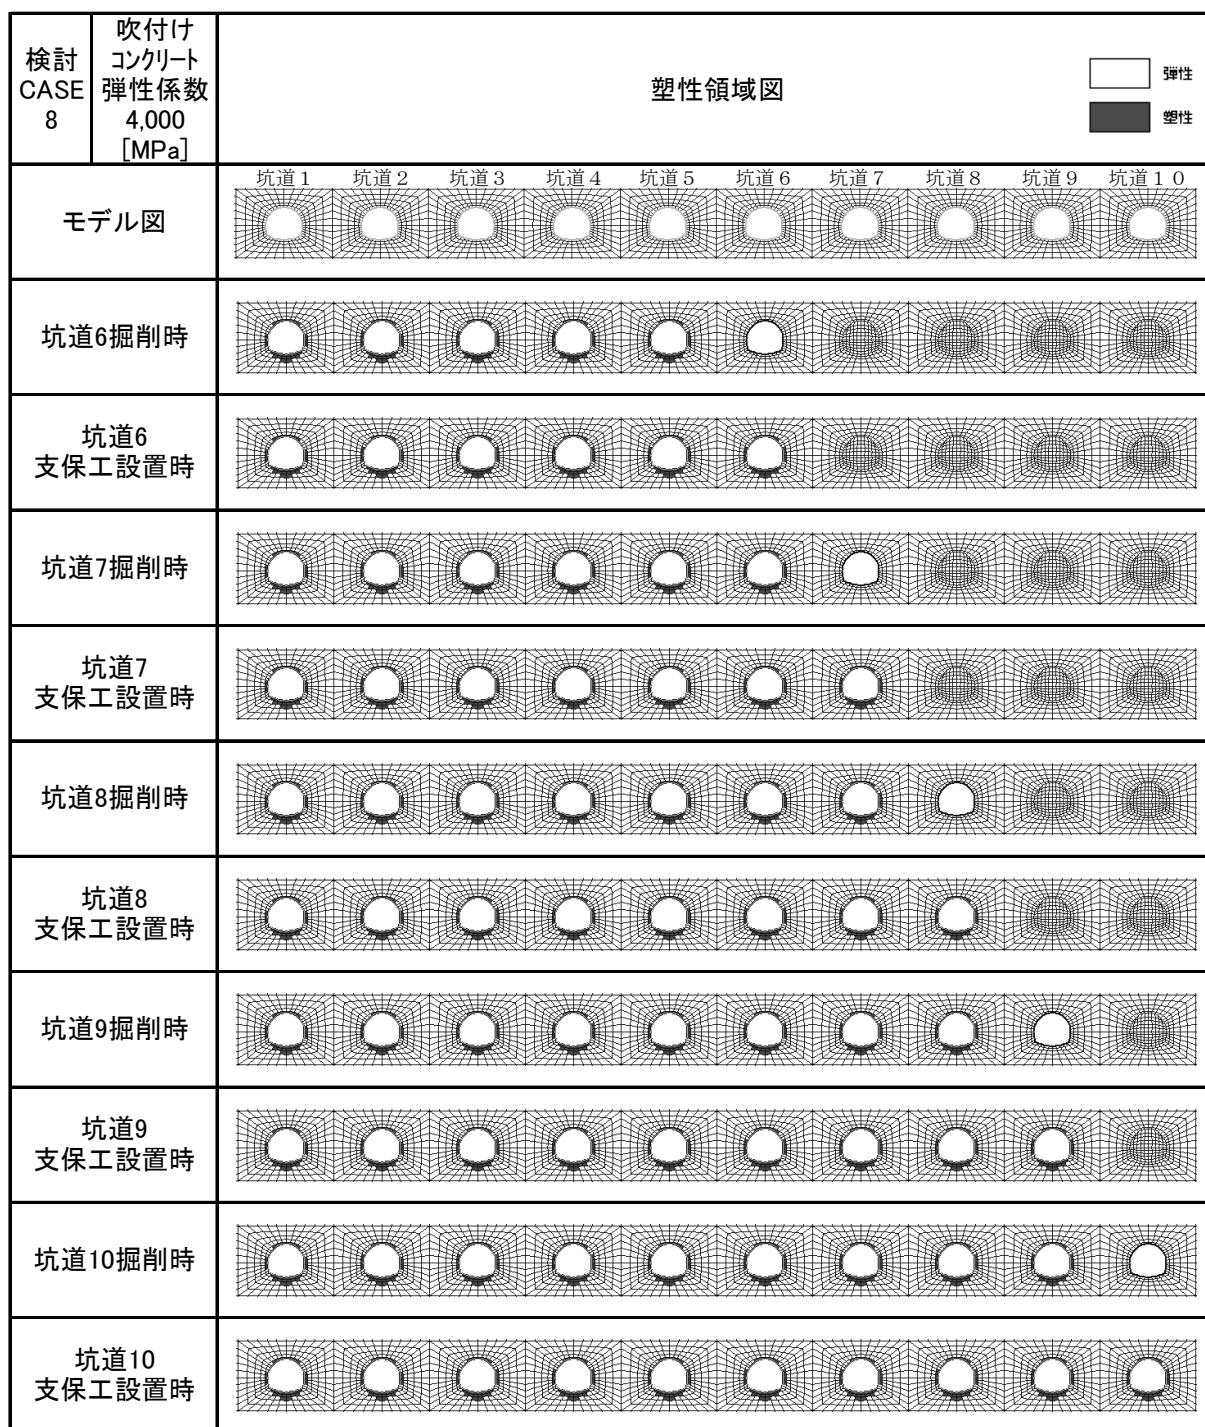 検討
CASE
8
吹付け
コンクリート
弾性係数
4,000
[MPa]
塑性領域図
弾性
塑性
モデル図
坑道1 坑道2 坑道3 坑道4 坑道5 坑道6 坑道7 坑道8 坑道9 坑道10
坑道6掘削時
坑道6
支保工設置時
坑道7掘削時
坑道7
支保工設置時
坑道8掘削時
坑道8
支保工設置時
坑道9掘削時
坑道9
支保工設置時
坑道10掘削時
坑道10
支保工設置時